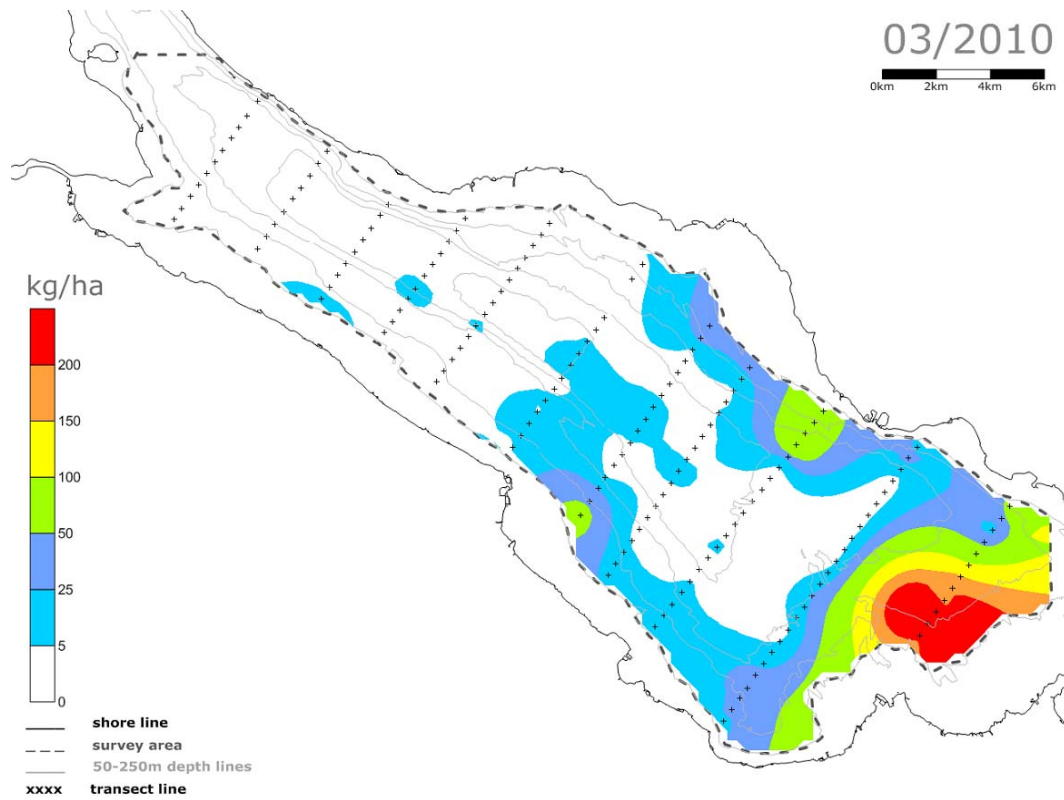 03/2010
0km 2km 4km 6km
kg/ha
200
150
100
50
25
5
0
shore line
survey area
50-250m depth lines
xxxx transect line